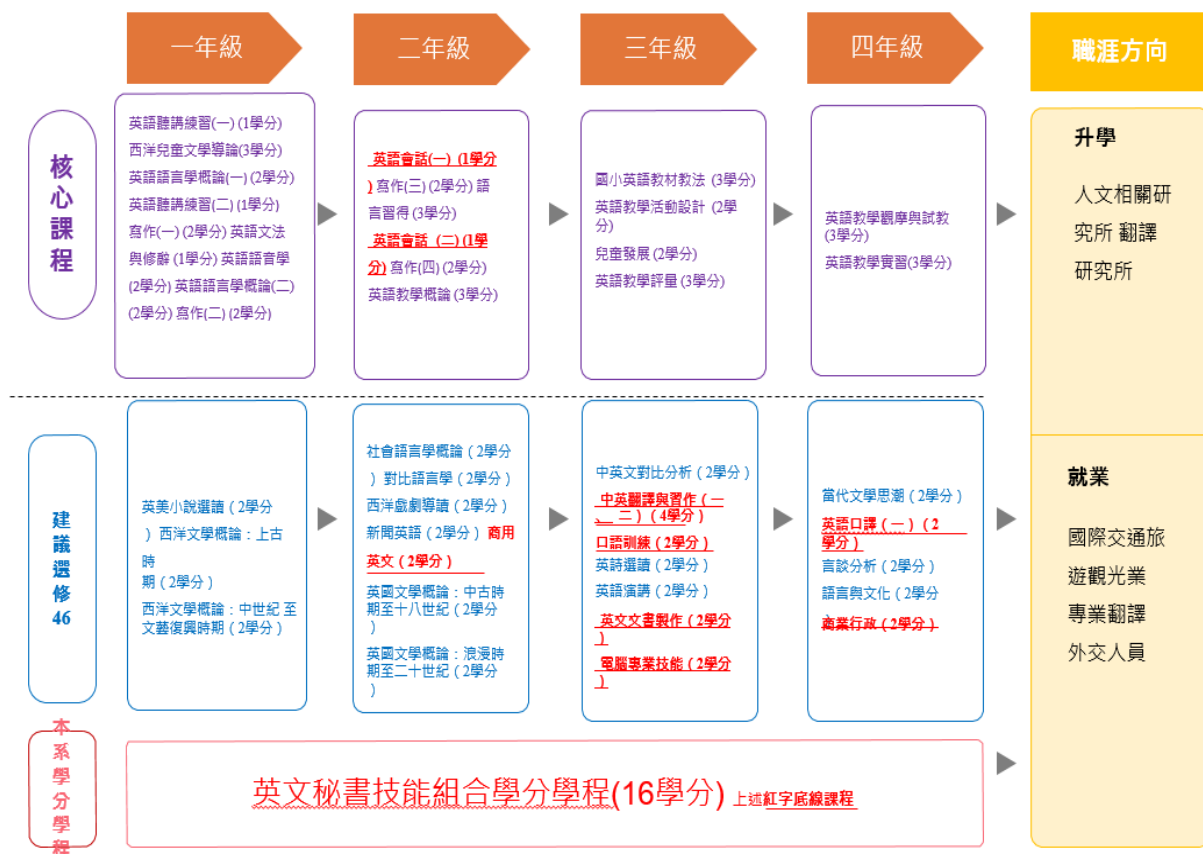 一年級
二年級
三年級
四年級
職涯方向
核
心
課
程
英語聽講練習(一) (1學分)
西洋兒童文學導論(3學分)
英語語言學概論(一) (2學分)
英語聽講練習(二) (1學分)
寫作(一) (2學分) 英語文法
與修辭 (1學分) 英語語音學
(2學分) 英語語言學概論(二)
(2學分) 寫作(二) (2學分)
英語會話(一) (1學分
) 寫作(三) (2學分) 語
言習得 (3學分)
英語會話 (二) (1學
分) 寫作(四) (2學分)
英語教學概論 (3學分)
國小英語教材教法 (3學分)
英語教學活動設計 (2學
分)
兒童發展 (2學分)
英語教學評量 (3學分)
英語教學觀摩與試教
(3學分)
英語教學實習(3學分)
升學
人文相關研
究所 翻譯
研究所
建
議
選
修
46
英美小說選讀 (2學分
) 西洋文學概論：上古
時
期 (2學分)
西洋文學概論：中世紀 至
文藝復興時期 (2學分)
社會語言學概論 (2學分
) 對比語言學 (2學分)
西洋戲劇導讀 (2學分)
新聞英語 (2學分) 商用
英文 (2學分)
英國文學概論：中古時
期至十八世紀 (2學分
)
英國文學概論：浪漫時
期至二十世紀 (2學分
)
中英文對比分析 (2學分)
中英翻譯與習作 (一
、 二) (4學分)
口語訓練 (2學分)
英詩選讀 (2學分)
英語演講 (2學分)
英文文書製作 (2學分
)
電腦專業技能 (2學分
)
當代文學思潮 (2學分)
英語口譯 (一) (2
學分)
言談分析 (2學分)
語言與文化 (2學分
)
商業行政 (2學分)
就業
國際交通旅
遊觀光業
專業翻譯
外交人員
本
系
學
分
學
程
英文秘書技能組合學分學程(16學分) 上述紅字底線課程